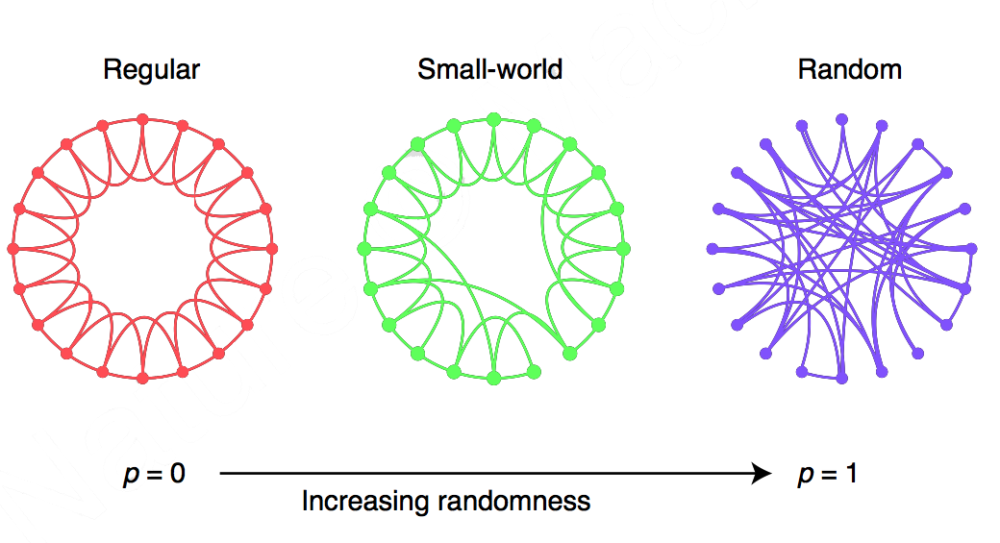 Regular
Small-world
Random
p = 0
p = 1
Increasing randomness